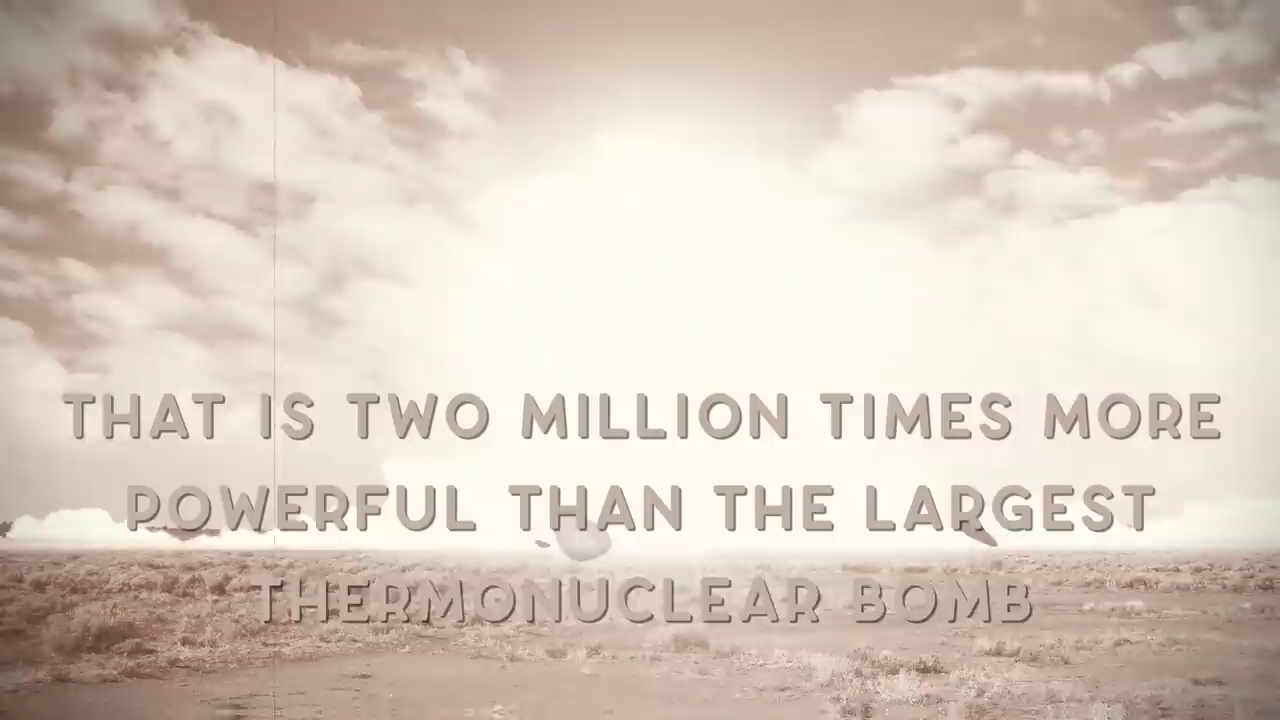 THAT IS TWO MILLION TIMES MORE
POWERFUL THAN THE LARGEST
THERMONUCLEAR BOMB